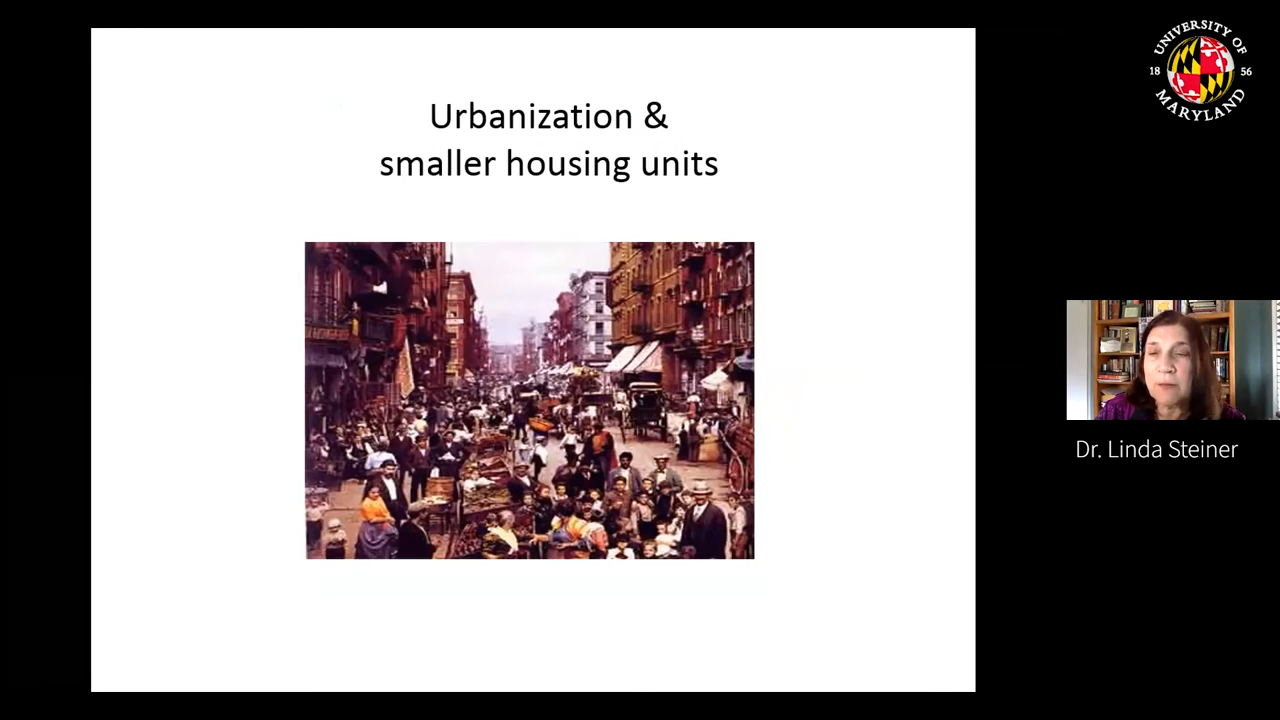 Urbanization &
smaller housing units
UNIVERSITY OF
18 56
MARYLAND
Dr. Linda Steiner